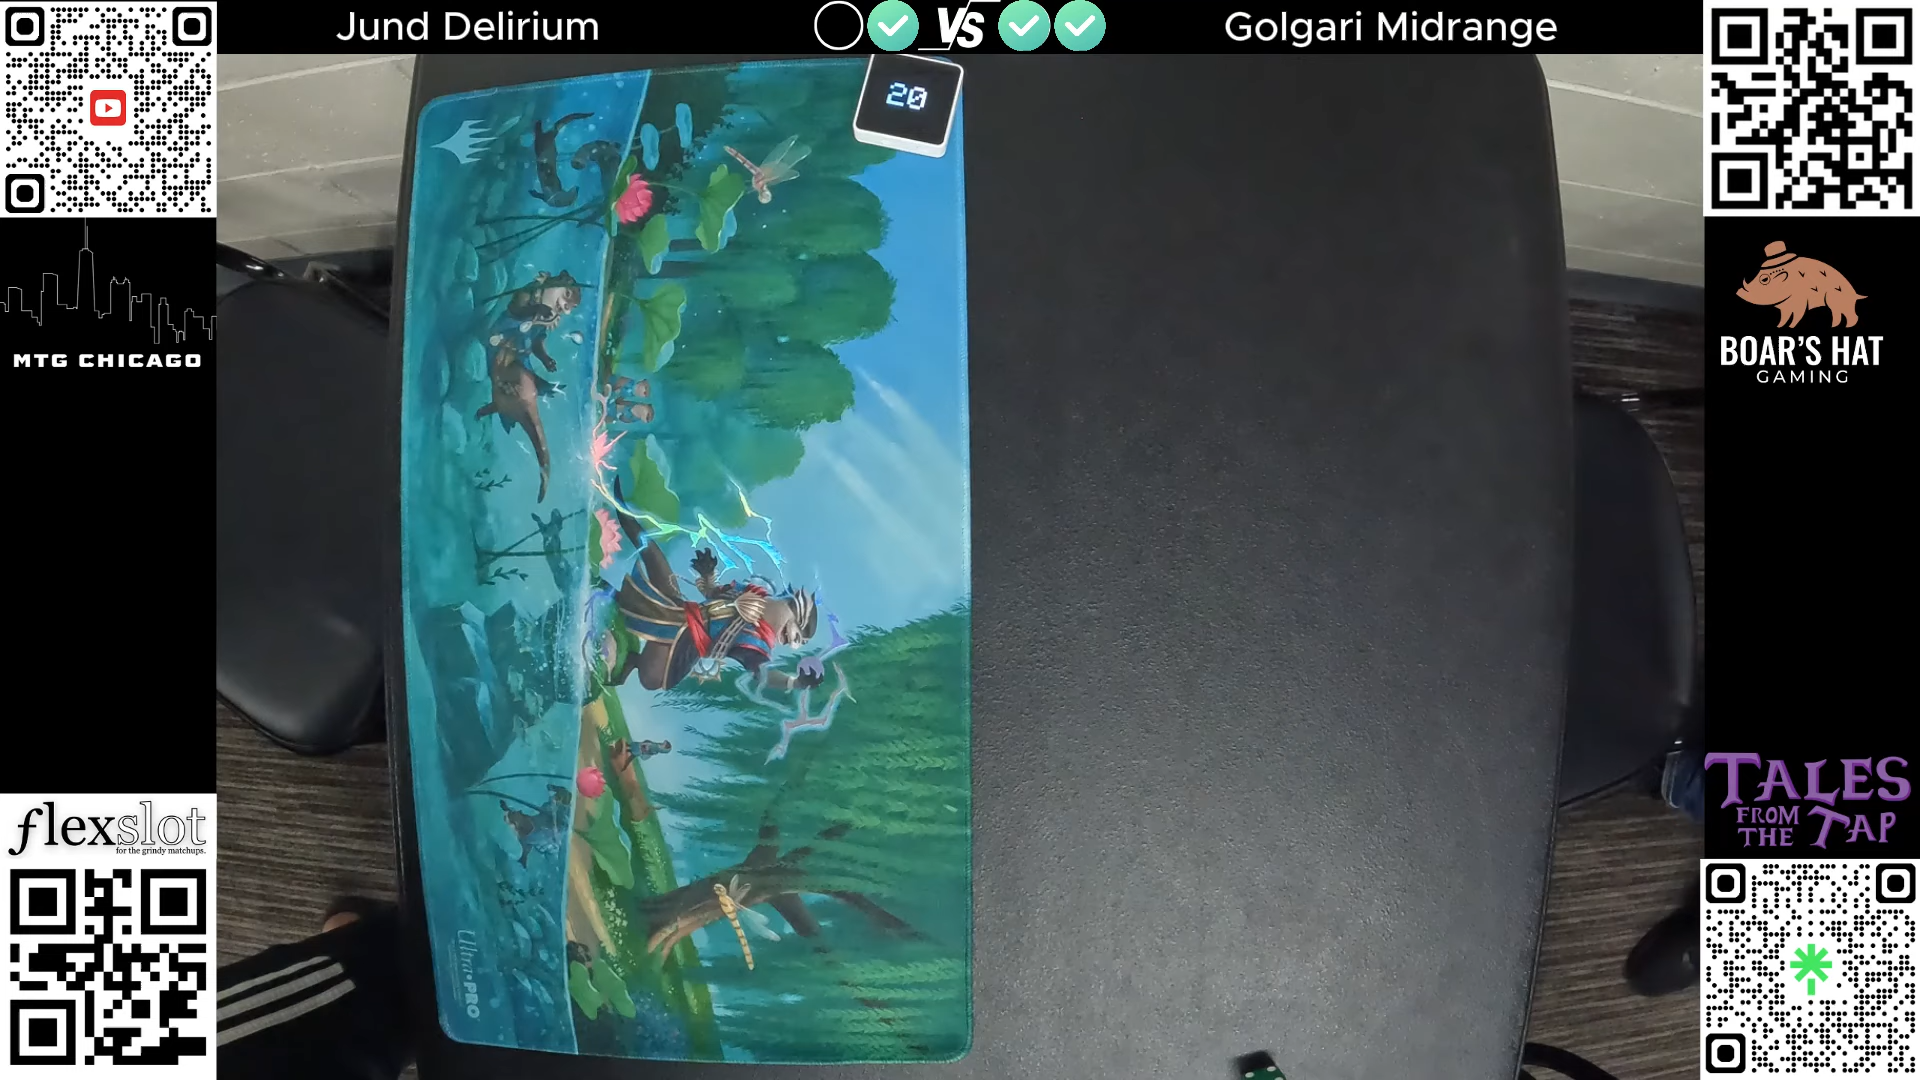 Jund Delirium
VS
Golgari Midrange
20
MTG CHICAGO
BOAR'S HAT
GAMING
flexslot
for the grindy matchups.
TALES
FROM
THE TAP
Ultra•PRO